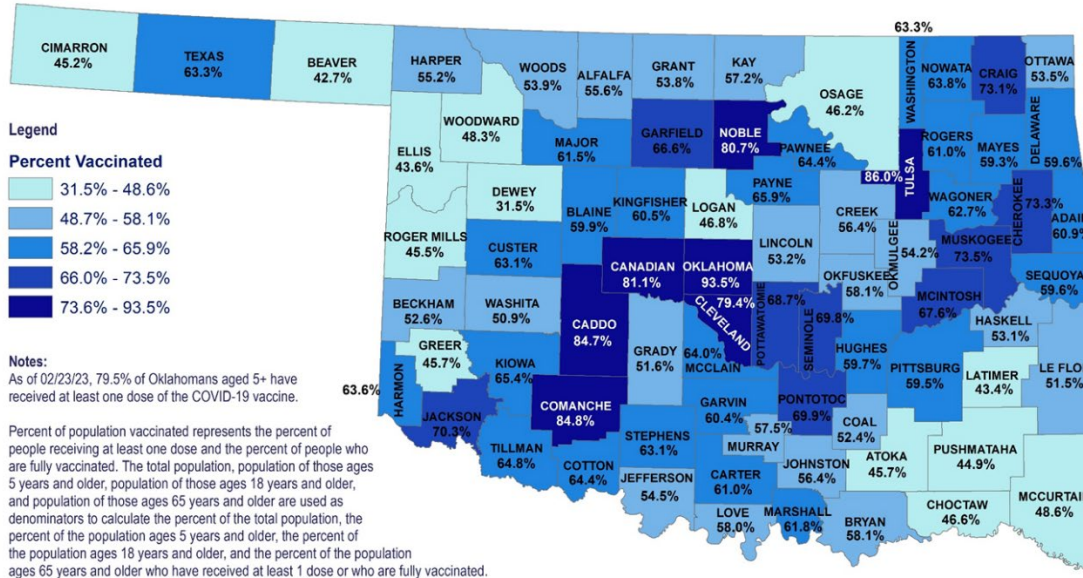 63.3%
CIMARRON
45.2%
TEXAS
63.3%
BEAVER
42.7%
HARPER
55.2%
WOODS
53.9%
ALFALFA
55.6%
GRANT
53.8%
KAY
57.2%
OSAGE
46.2%
WASHINGTON
NOWATA
63.8%
CRAIG
73.1%
OTTAWA
53.5%
Legend
Percent Vaccinated
31.5% - 48.6%
48.7% - 58.1%
58.2% - 65.9%
66.0% - 73.5%
73.6% - 93.5%
ELLIS
43.6%
WOODWARD
48.3%
MAJOR
61.5%
GARFIELD
66.6%
NOBLE
80.7%
PAWNEE
64.4%
ROGERS
61.0%
MAYES
59.3%
DELAWARE
59.6%
86.0%
TULSA
DEWEY
31.5%
BLAINE
59.9%
KINGFISHER
60.5%
LOGAN
46.8%
PAYNE
65.9%
CREEK
56.4%
WAGONER
62.7%
CHEROKEE
73.3%
ADAIR
60.9%
ROGER MILLS
45.5%
CUSTER
63.1%
CANADIAN
81.1%
OKLAHOMA
93.5%
LINCOLN
53.2%
OKMULGEE
54.2%
MUSKOGEE
73.5%
OKFUSKEE
58.1%
SEQUOYA
59.6%
MCINTOSH
67.6%
BECKHAM
52.6%
WASHITA
50.9%
CADDO
84.7%
79.4%
CLEVELAND
POTTAWATOMIE
68.7%
SEMINOLE
69.8%
HASKELL
53.1%
GREER
45.7%
KIOWA
65.4%
GRADY
51.6%
64.0%
MCCLAIN
HUGHES
59.7%
PITTSBURG
59.5%
LATIMER
43.4%
LE FLO
51.5%
63.6%
HARMON
JACKSON
70.3%
COMANCHE
84.8%
GARVIN
60.4%
PONTOTOC
69.9%
TILLMAN
64.8%
COTTON
64.4%
STEPHENS
63.1%
57.5%
MURRAY
COAL
52.4%
ATOKA
45.7%
PUSHMATAHA
44.9%
JEFFERSON
54.5%
CARTER
61.0%
JOHNSTON
56.4%
LOVE
58.0%
MARSHALL
61.8%
BRYAN
58.1%
CHOCTAW
46.6%
MCCURTAIN
48.6%
Notes:
As of 02/23/23, 79.5% of Oklahomans aged 5+ have
received at least one dose of the COVID-19 vaccine.
Percent of population vaccinated represents the percent of
people receiving at least one dose and the percent of people who
are fully vaccinated. The total population, population of those ages
5 years and older, population of those ages 18 years and older,
and population of those ages 65 years and older are used as
denominators to calculate the percent of the total population, the
percent of the population ages 5 years and older, the percent of
the population ages 18 years and older, and the percent of the population
ages 65 years and older who have received at least 1 dose or who are fully vaccinated.